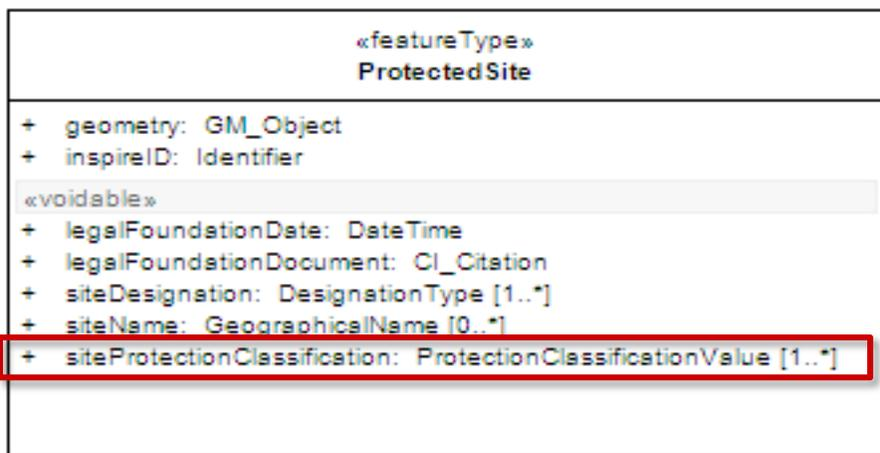 «featureType»
ProtectedSite
+ geometry: GM_Object
+ inspireID: Identifier
«voidable»
+ legalFoundationDate: DateTime
+ legalFoundationDocument: CI_Citation
+ siteDesignation: DesignationType [1..*]
+ siteName: GeographicalName [0..*]
+ siteProtectionClassification: ProtectionClassificationValue [1..*]